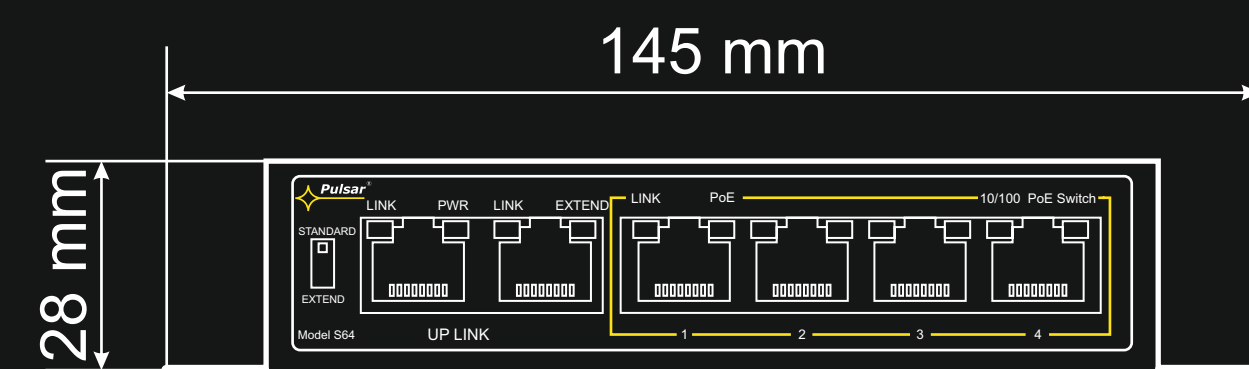 145 mm
28 mm
Pulsar®
LINK PWR LINK EXTEND LINK PoE 10/100 PoE Switch
STANDARD
EXTEND
Model S64 UP LINK 1 2 3 4